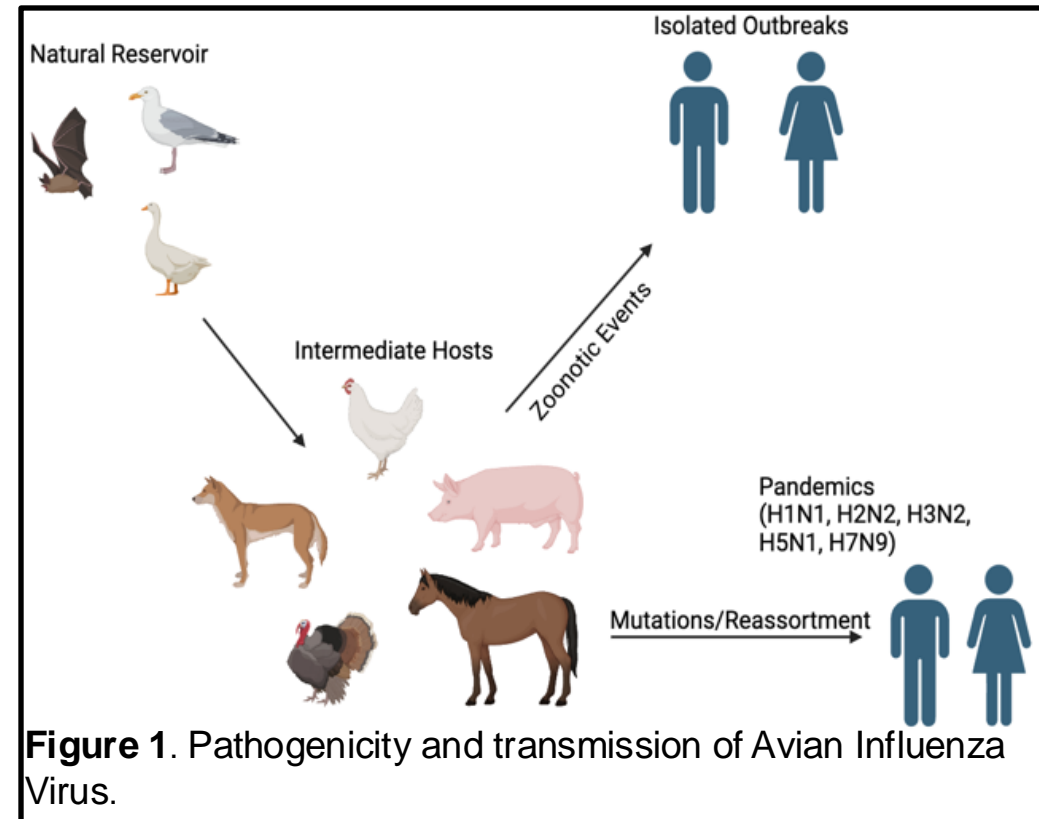 Natural Reservoir
Isolated Outbreaks
Intermediate Hosts
Zoonotic Events
Pandemics
(H1N1, H2N2, H3N2,
H5N1, H7N9)
Mutations/Reassortment
Figure 1. Pathogenicity and transmission of Avian Influenza
Virus.